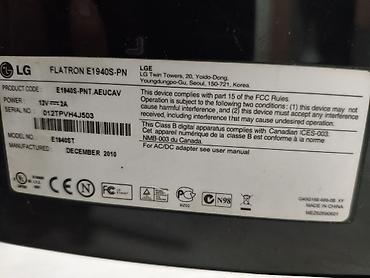 LG FLATRON E1940S-PN
LGE
LG Twin Towers, 20, Yoido-Dong,
Youngdungpo-Gu, Seoul, 150-721, Korea
PRODUCT CODE E1940S-PNT.AEUCAV
POWER : 12V 2A
SERIAL NO 012TPVH4J503
MODEL NO. E1940ST
MANUFACTURED DECEMBER 2010
This device complies with part 15 of the FCC Rules.
Operation is subject to the following two conditions: (1) this device may not
cause harmful interference, and (2) this device must accept any
interference received, including interference that may cause undesired operation.
This Class B digital apparatus complies with Canadian ICES-003.
Cet appareil numérique de la classe B est conforme à la norme
NMB-003 du Canada.
For AC/DC adapter see user manual
N98
MADE IN CHINA